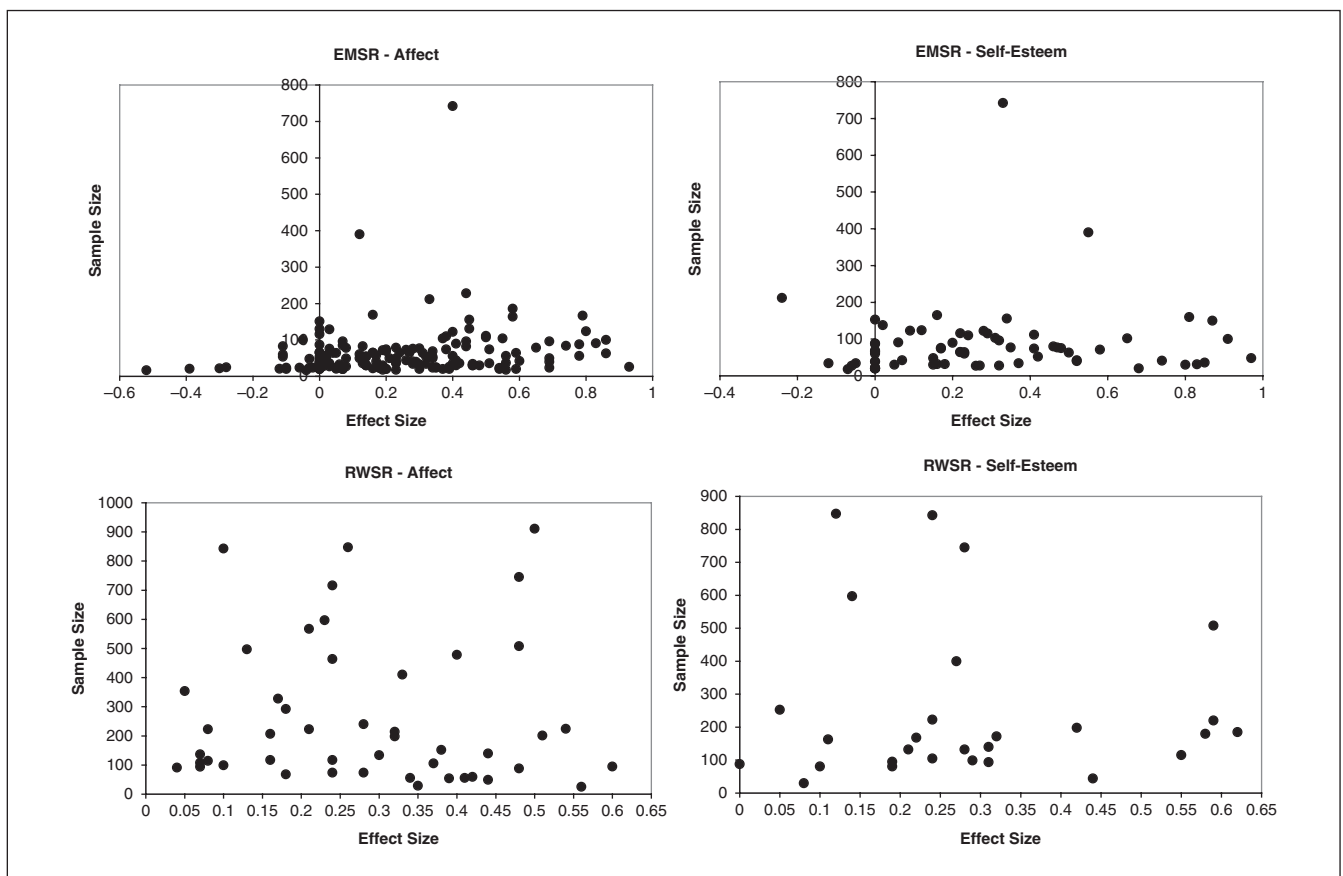 EMSR - Affect
800
700
600
500
400
300
200
100
0
Sample Size
–0.6 –0.4 –0.2 0 0.2 0.4 0.6 0.8 1
Effect Size
EMSR - Self-Esteem
800
700
600
500
400
300
200
100
0
Sample Size
–0.4 –0.2 0 0.2 0.4 0.6 0.8 1
Effect Size
RWSR - Affect
1000
900
800
700
600
500
400
300
200
100
0
Sample Size
0 0.05 0.1 0.15 0.2 0.25 0.3 0.35 0.4 0.45 0.5 0.55 0.6 0.65
Effect Size
RWSR - Self-Esteem
900
800
700
600
500
400
300
200
100
0
Sample Size
0 0.05 0.1 0.15 0.2 0.25 0.3 0.35 0.4 0.45 0.5 0.55 0.6 0.65
Effect Size